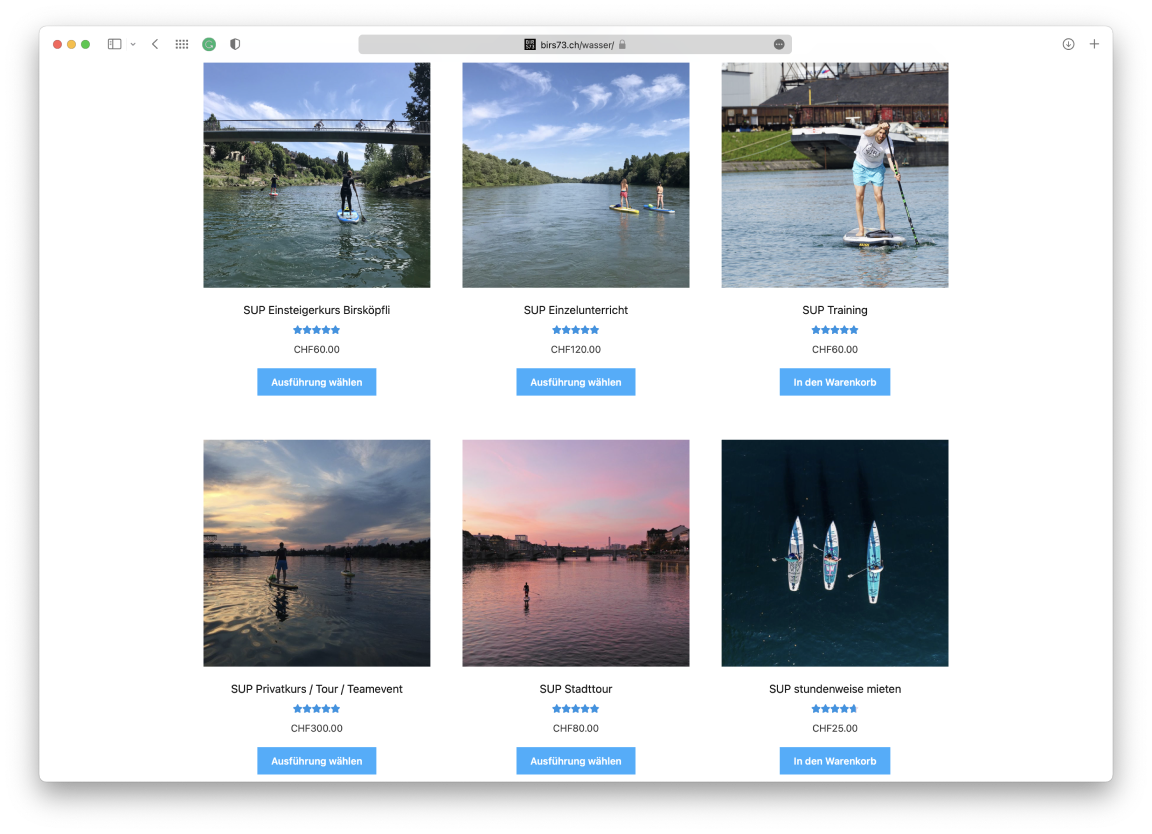 BIRS73
birs73.ch/wasser/
SUP Einsteigerkurs Birsköpfli
CHF60.00
Ausführung wählen
SUP Einzelunterricht
CHF120.00
Ausführung wählen
SUP Training
CHF60.00
In den Warenkorb
SUP Privatkurs / Tour / Teamevent
CHF300.00
Ausführung wählen
SUP Stadttour
CHF80.00
Ausführung wählen
SUP stundenweise mieten
CHF25.00
In den Warenkorb